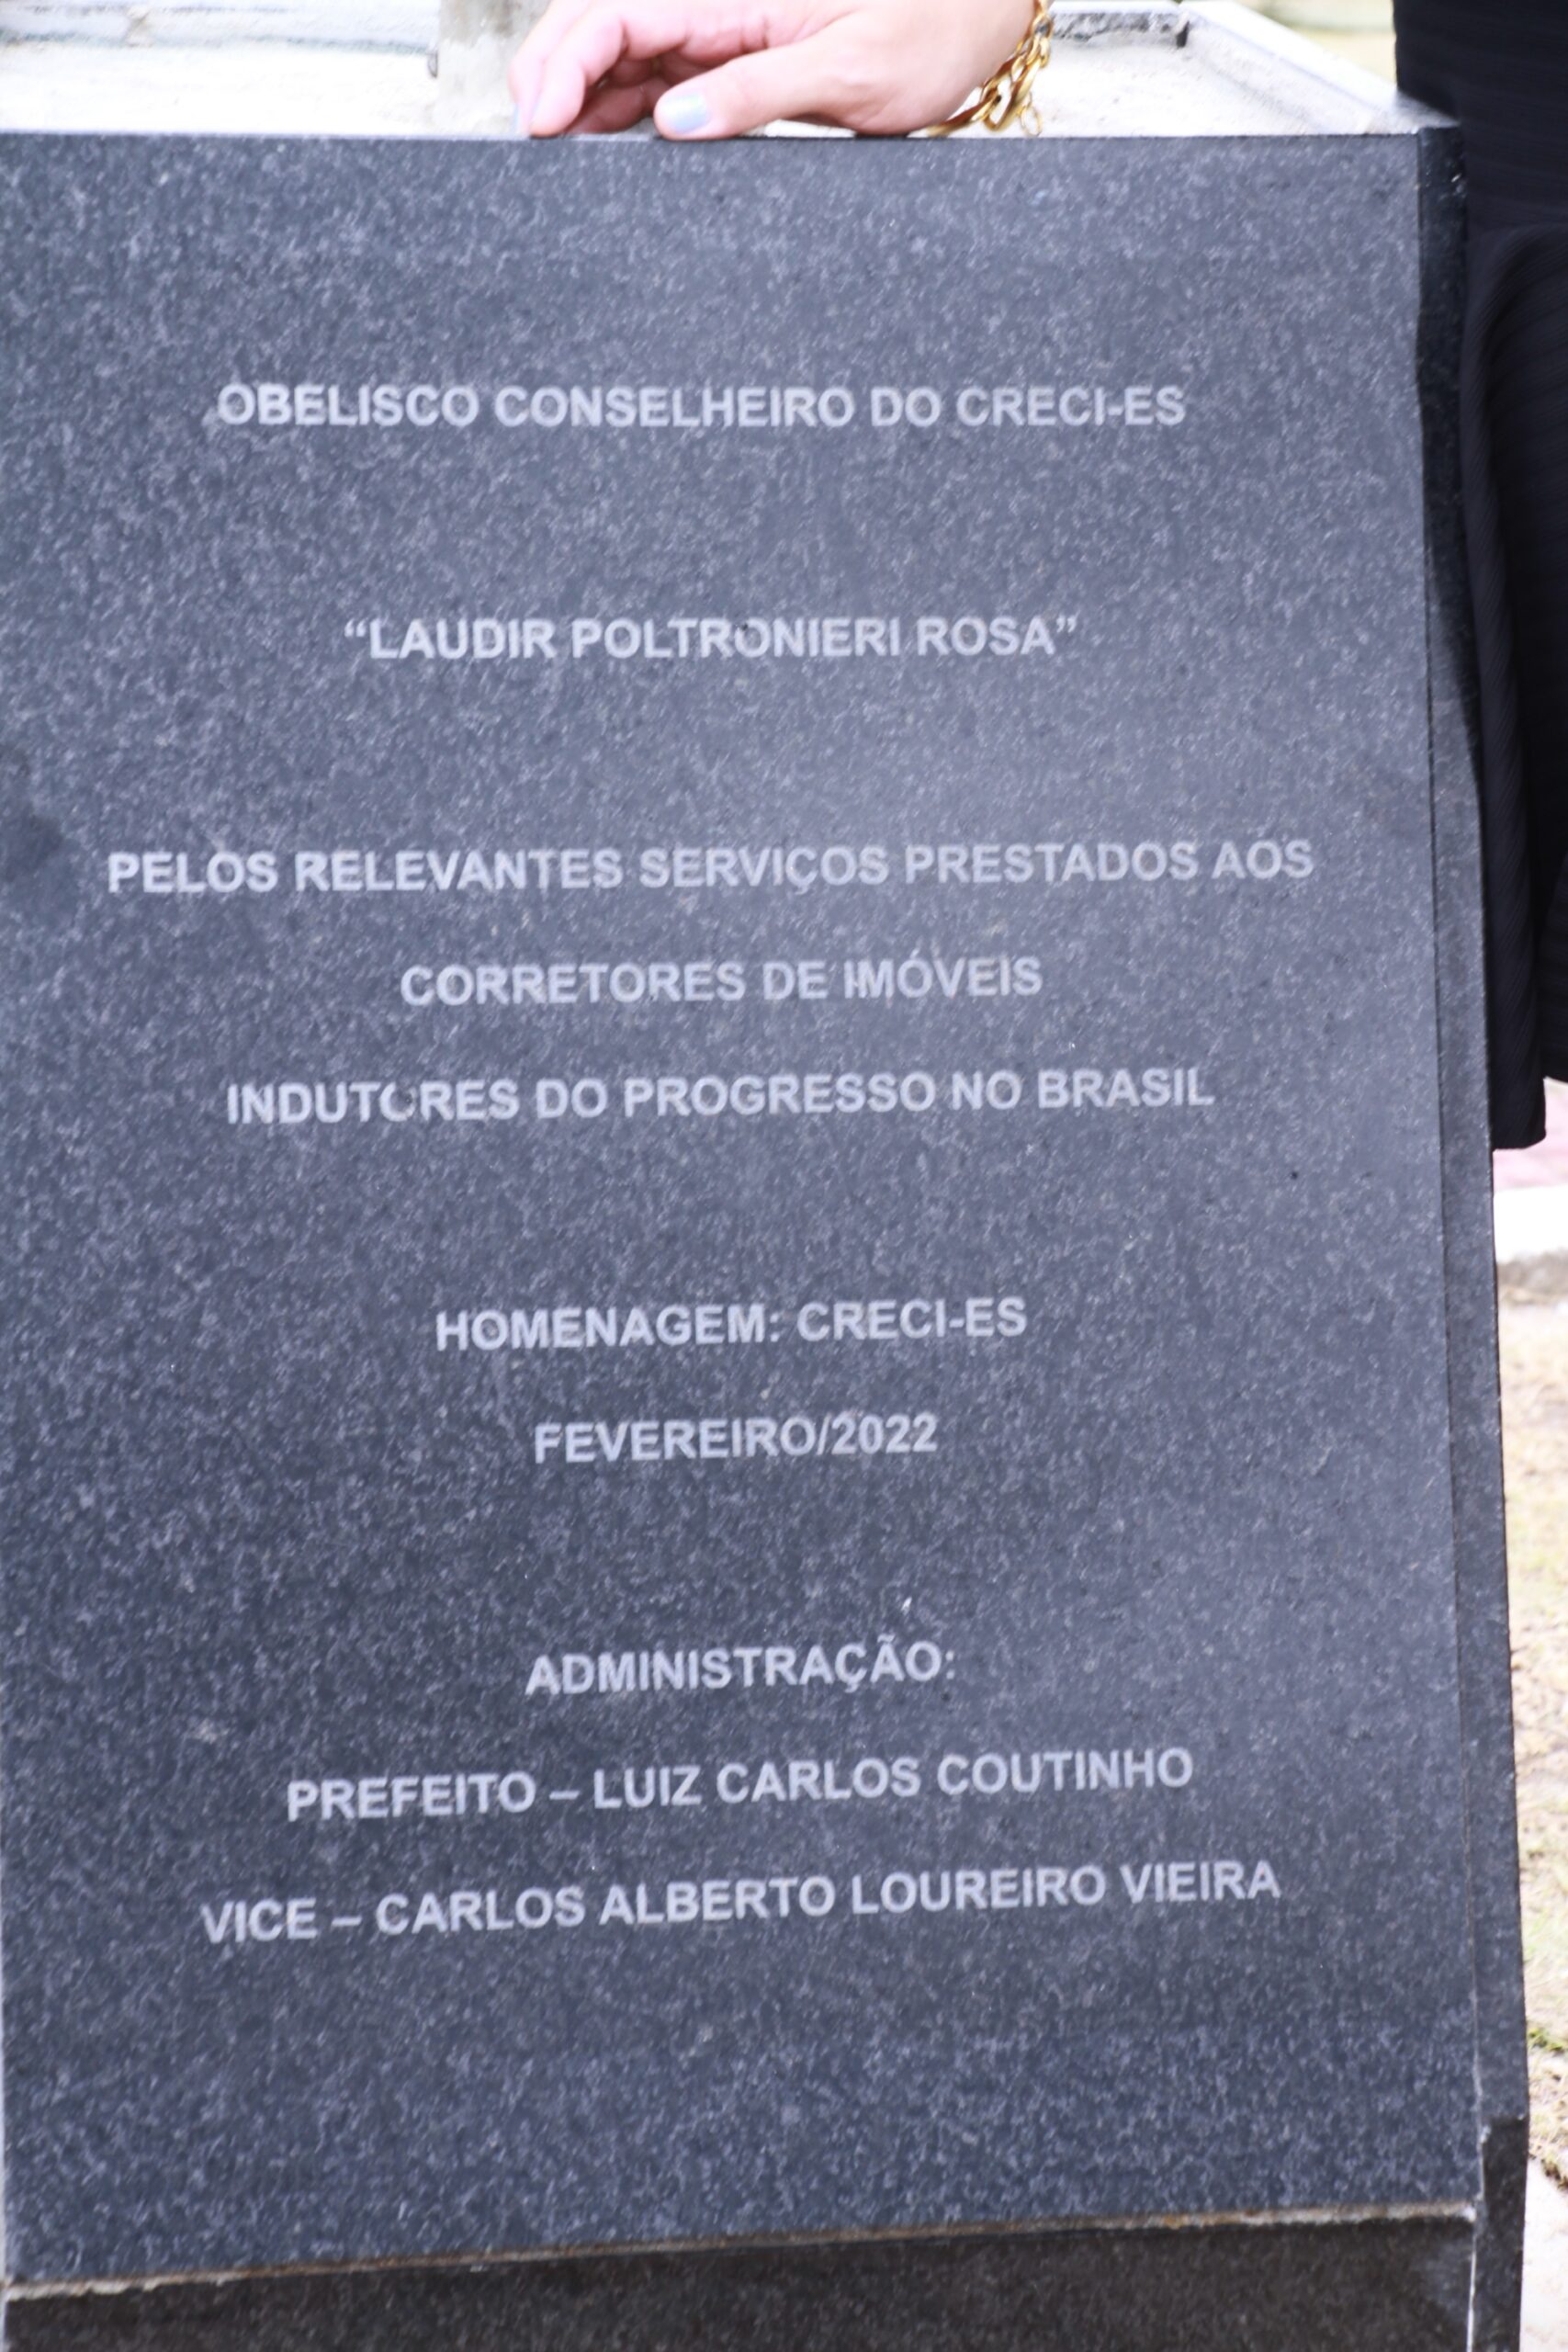 OBELISCO CONSELHEIRO DO CRECI-ES
“LAUDIR POLTRONIERI ROSA”
PELOS RELEVANTES SERVIÇOS PRESTADOS AOS
CORRETORES DE IMÓVEIS
INDUTORES DO PROGRESSO NO BRASIL
HOMENAGEM: CRECI-ES
FEVEREIRO/2022
ADMINISTRAÇÃO:
PREFEITO – LUIZ CARLOS COUTINHO
VICE – CARLOS ALBERTO LOUREIRO VIEIRA